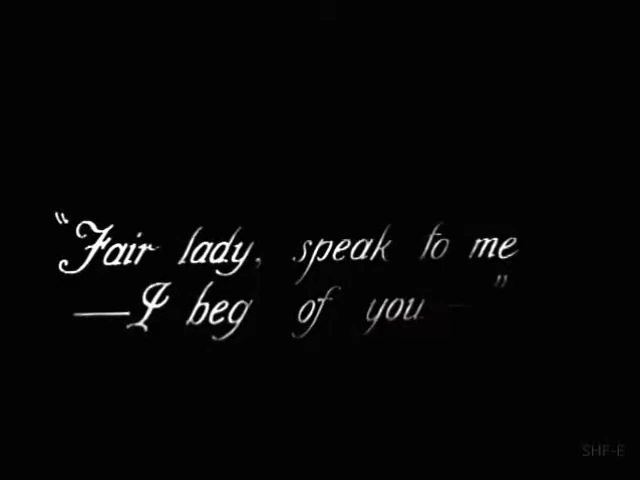 “Fair lady, speak to me
—I beg of you — ”
SHF-E